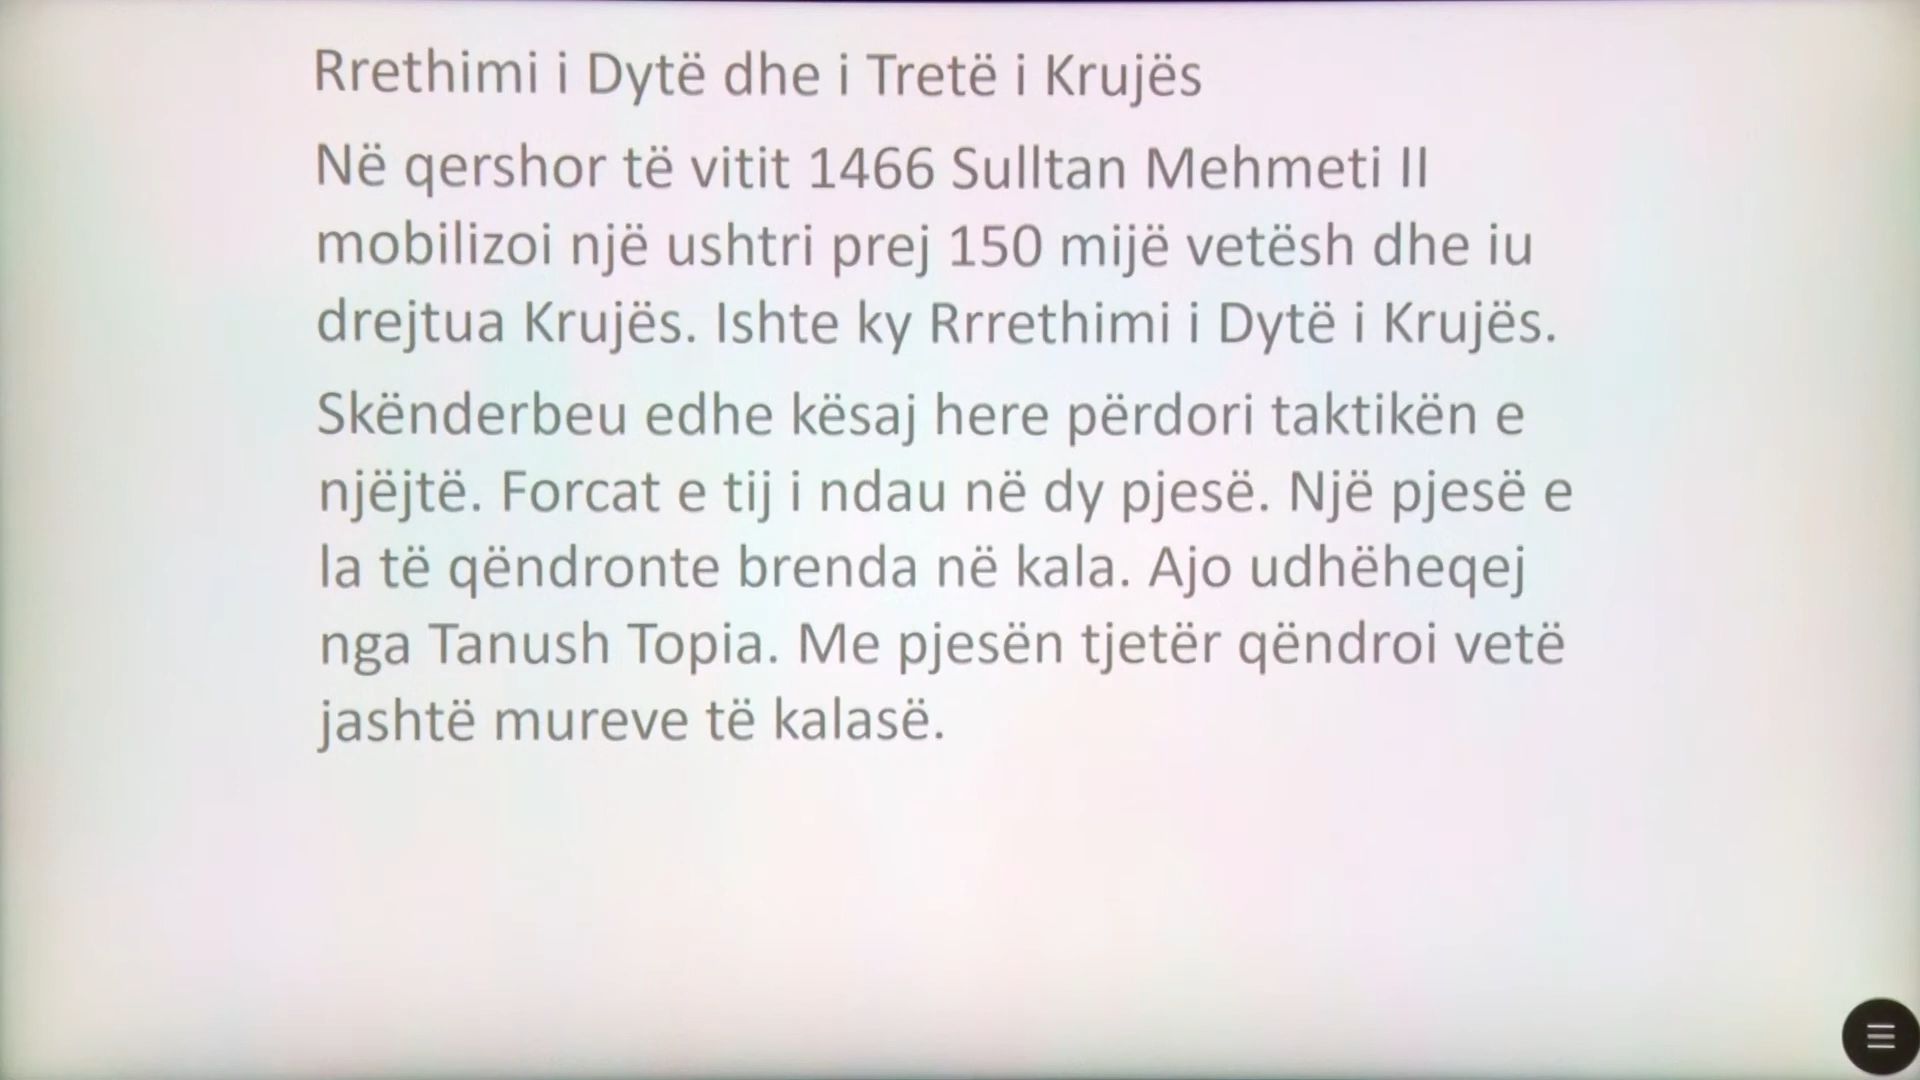 Rrethimi i Dytë dhe i Tretë i Krujës
Në qershor të vitit 1466 Sulltan Mehmeti II
mobilizoi një ushtri prej 150 mijë vetësh dhe iu
drejtua Krujës. Ishte ky Rrrethimi i Dytë i Krujës.
Skënderbeu edhe kësaj here përdori taktikën e
njëjtë. Forcat e tij i ndau në dy pjesë. Një pjesë e
la të qëndronte brenda në kala. Ajo udhëheqej
nga Tanush Topia. Me pjesën tjetër qëndroi vetë
jashtë mureve të kalasë.